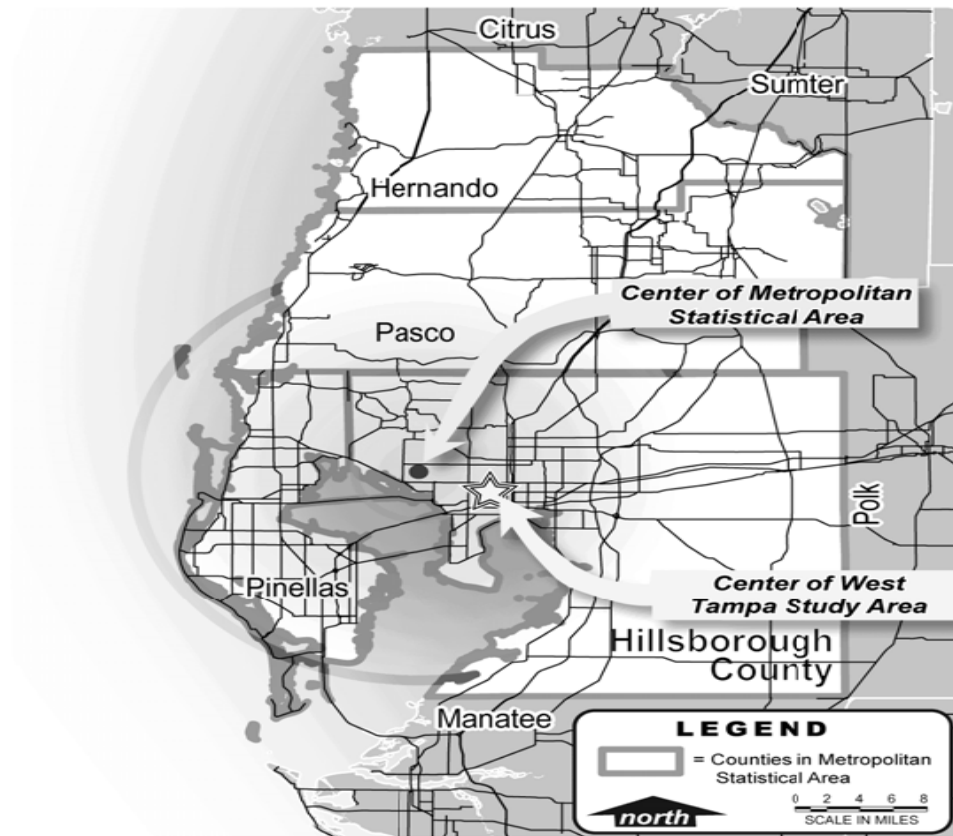 Citrus
Sumter
Hernando
Center of Metropolitan
Statistical Area
Pasco
Polk
Pinellas
Center of West
Tampa Study Area
Hillsborough
County
Manatee
LEGEND
= Counties in Metropolitan
Statistical Area
north
0 2 4 6 8
SCALE IN MILES